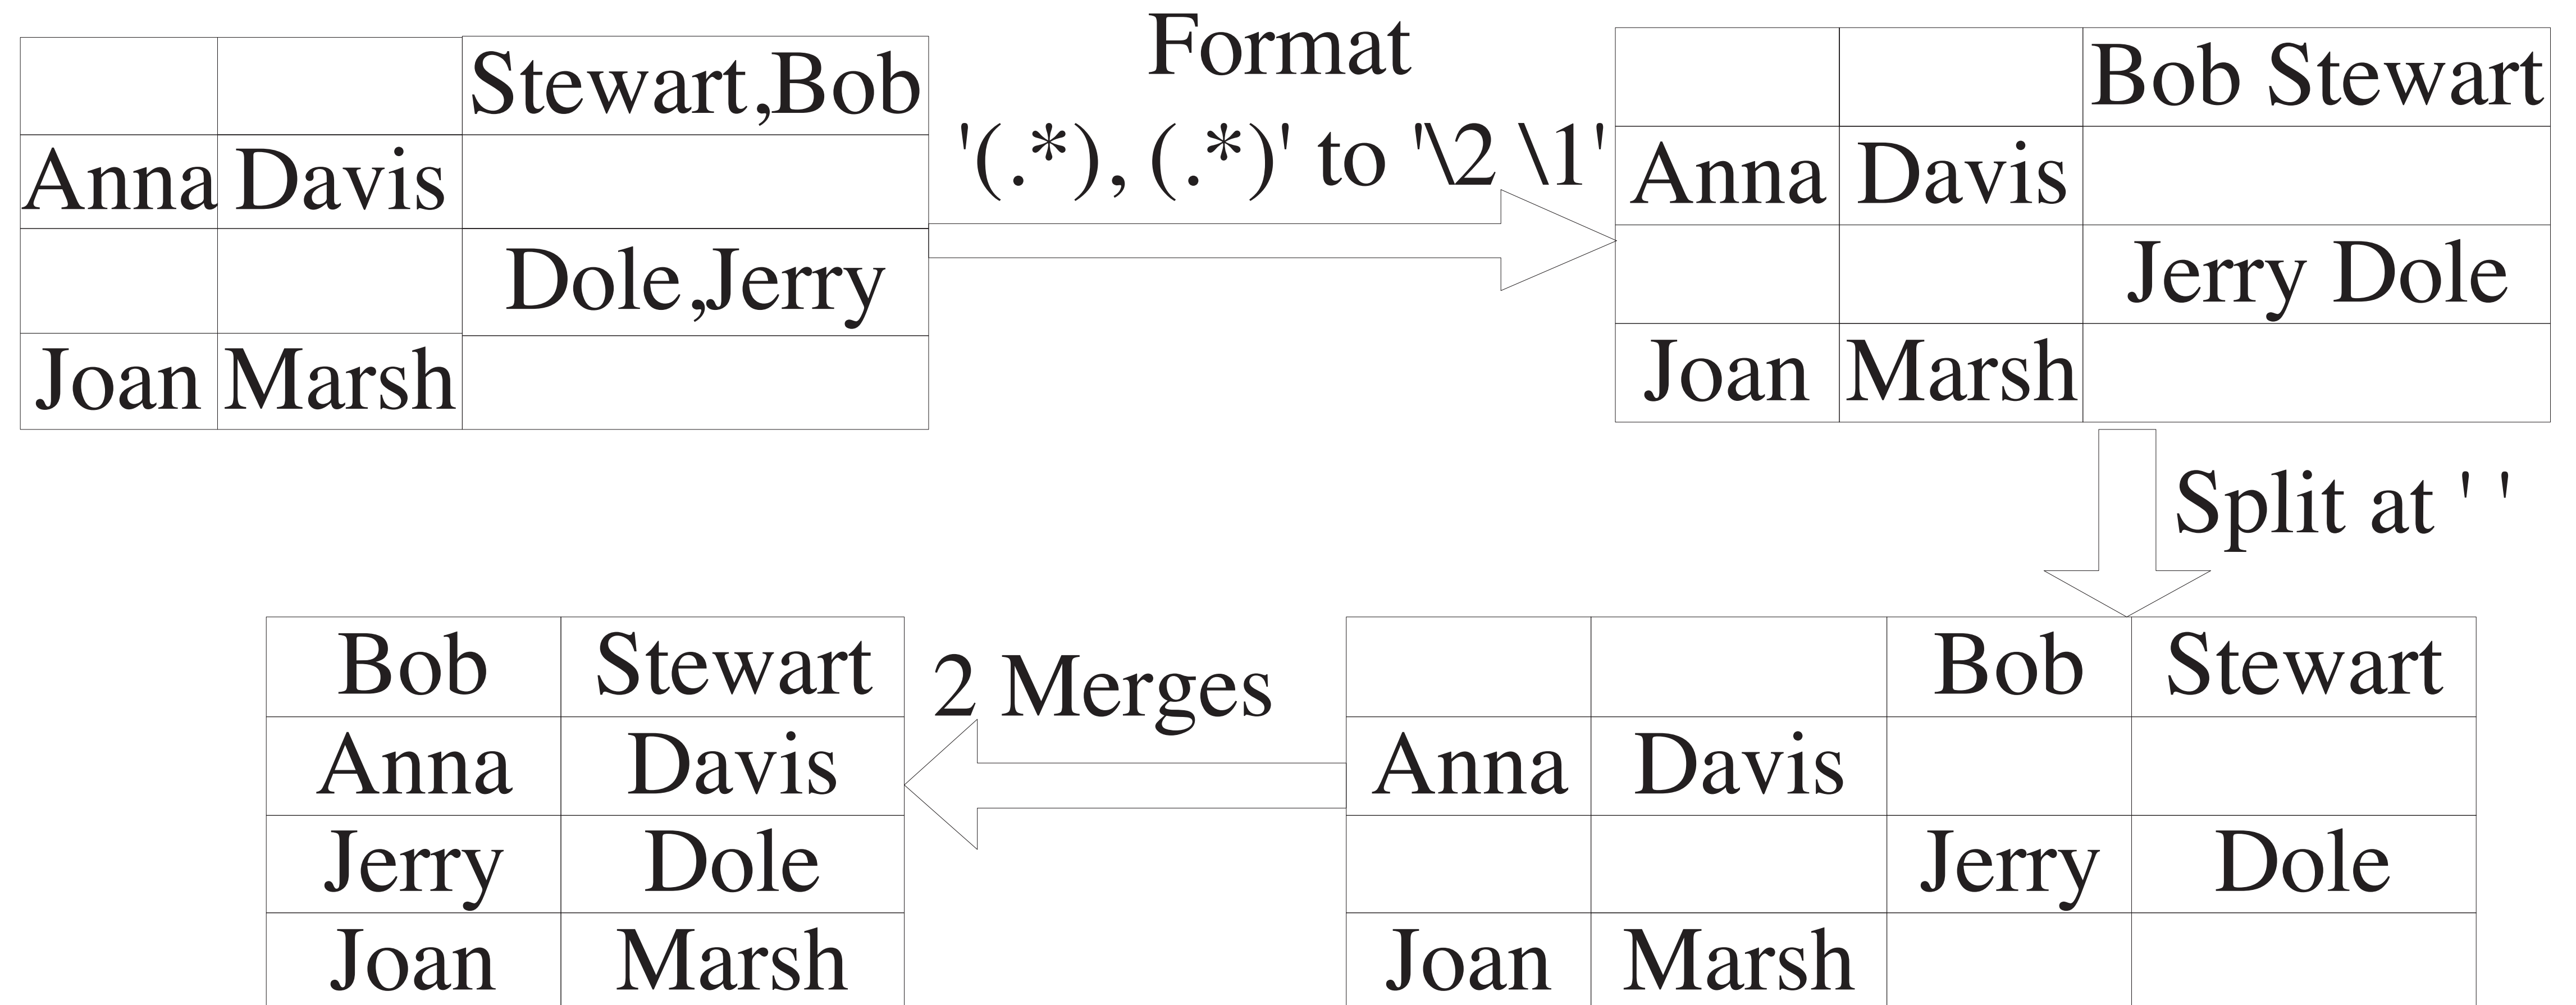 Stewart,Bob
Anna Davis
Dole,Jerry
Joan Marsh
Format
'(.*), (.*)' to '\2 \1'
Bob Stewart
Anna Davis
Jerry Dole
Joan Marsh
Split at ' '
Bob Stewart
Anna Davis
Jerry Dole
Joan Marsh
2 Merges
Bob Stewart
Anna Davis
Jerry Dole
Joan Marsh